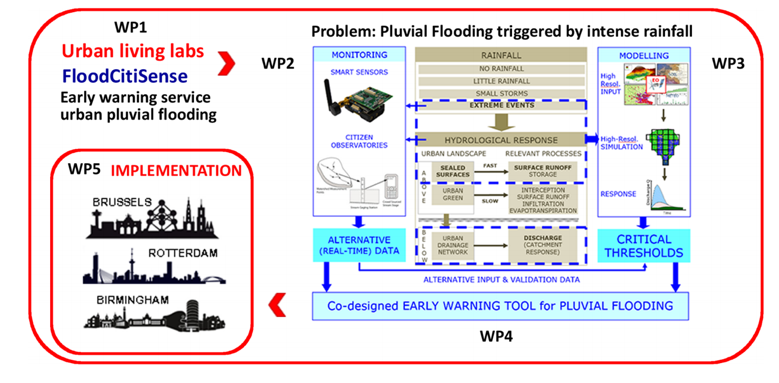 WP1
Urban living labs
FloodCitiSense
Early warning service
urban pluvial flooding
Problem: Pluvial Flooding triggered by intense rainfall
WP2
MONITORING
SMART SENSORS
CITIZEN
OBSERVATORIES
ALTERNATIVE
(REAL-TIME) DATA
RAINFALL
NO RAINFALL
LITTLE RAINFALL
SMALL STORMS
EXTREME EVENTS
HYDROLOGICAL RESPONSE
URBAN LANDSCAPE
RELEVANT PROCESSES
ABOVE
SEALED
SURFACES
FAST
SURFACE RUNOFF
STORAGE
URBAN
GREEN
SLOW
INTERCEPTION
SURFACE RUNOFF
INFILTRATION
EVAPOTRANSPIRATION
BELOW
URBAN
DRAINAGE
NETWORK
DISCHARGE
(CATCHMENT
RESPONSE)
WP3
MODELLING
High
Resol.
INPUT
High-Resol.
SIMULATION
RESPONSE
CRITICAL
THRESHOLDS
ALTERNATIVE INPUT & VALIDATION DATA
Co-designed EARLY WARNING TOOL for PLUVIAL FLOODING
WP4
WP5 IMPLEMENTATION
BRUSSELS
ROTTERDAM
BIRMINGHAM